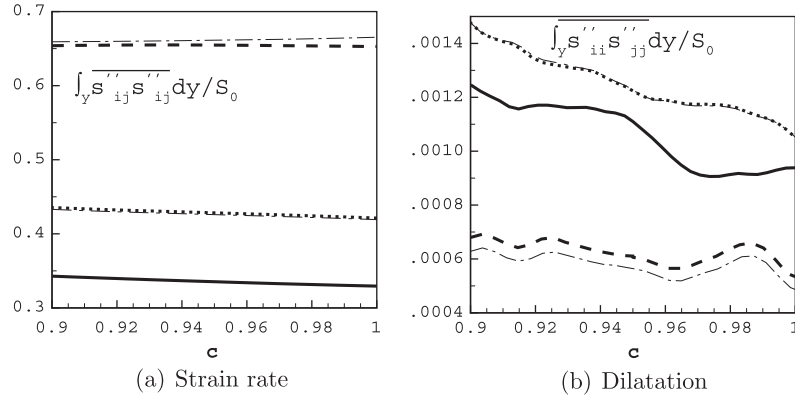 0.7
0.6
0.5
0.4
0.3
∫y s''ij s''ij dy/S0
0.9 0.92 0.94 0.96 0.98 1
c
(a) Strain rate
.0014
.0012
.0010
.0008
.0006
.0004
∫y s''ii s''jj dy/S0
0.9 0.92 0.94 0.96 0.98 1
c
(b) Dilatation